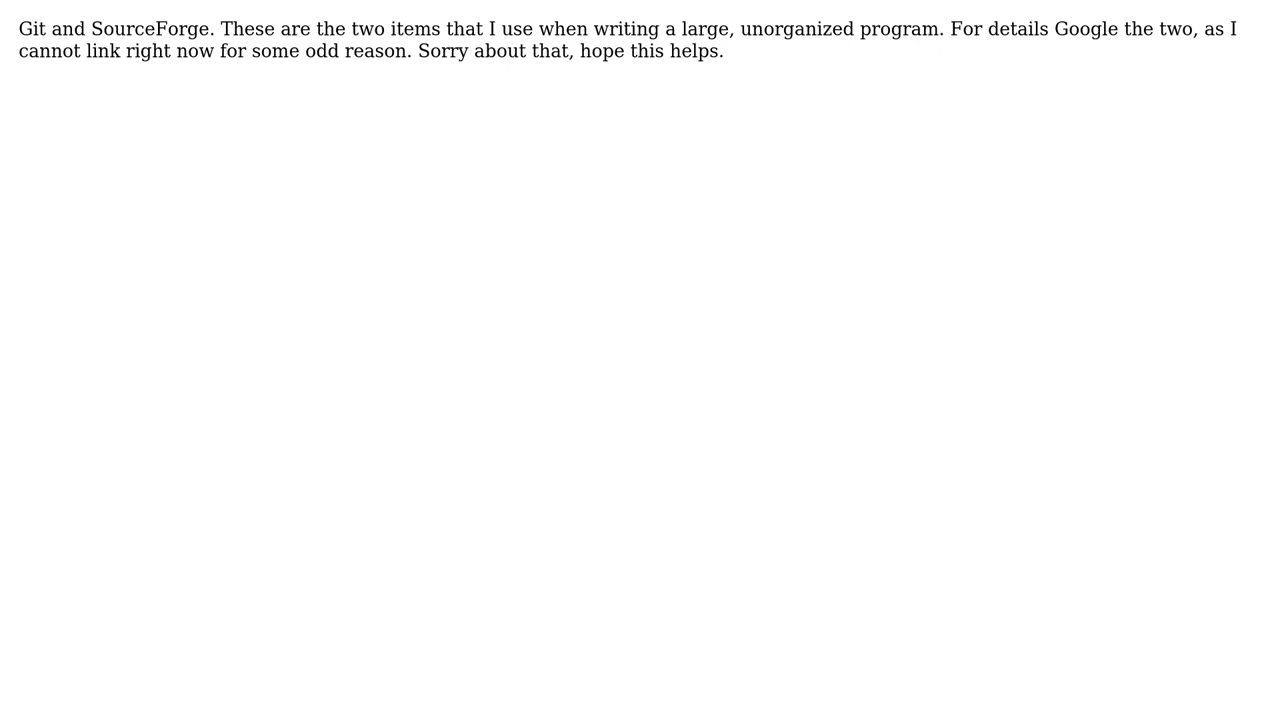 Git and SourceForge. These are the two items that I use when writing a large, unorganized program. For details Google the two, as I
cannot link right now for some odd reason. Sorry about that, hope this helps.